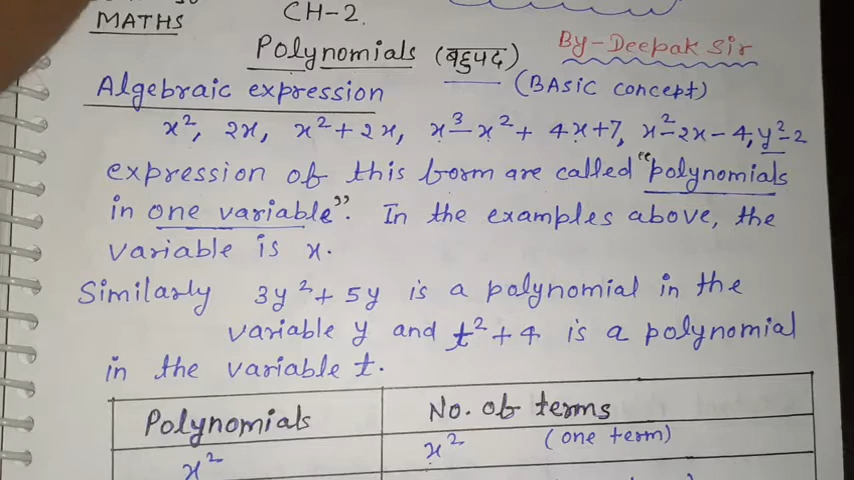 MATHS
CH-2
Polynomials (बहुपद) By-Deepak Sir
Algebraic expression (BASIC concept)
x², 2x, x²+2x, x³-x²+4x+7, x²-2x-4, y²-2
expression of this form are called "polynomials
in one variable". In the examples above, the
variable is x.
Similarly 3y²+5y is a polynomial in the
variable y and t²+4 is a polynomial
in the variable t.
Polynomials No. of terms
x² x² (one term)